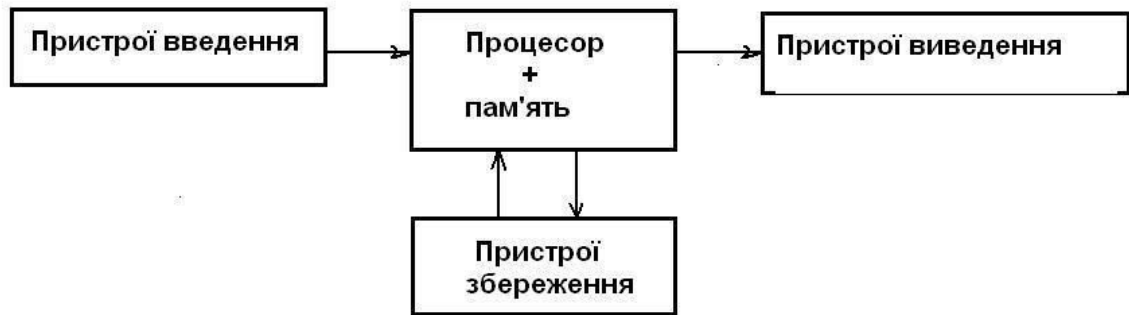 Пристрої введення
Процесор
+
пам'ять
Пристрої виведення
Пристрої
збереження